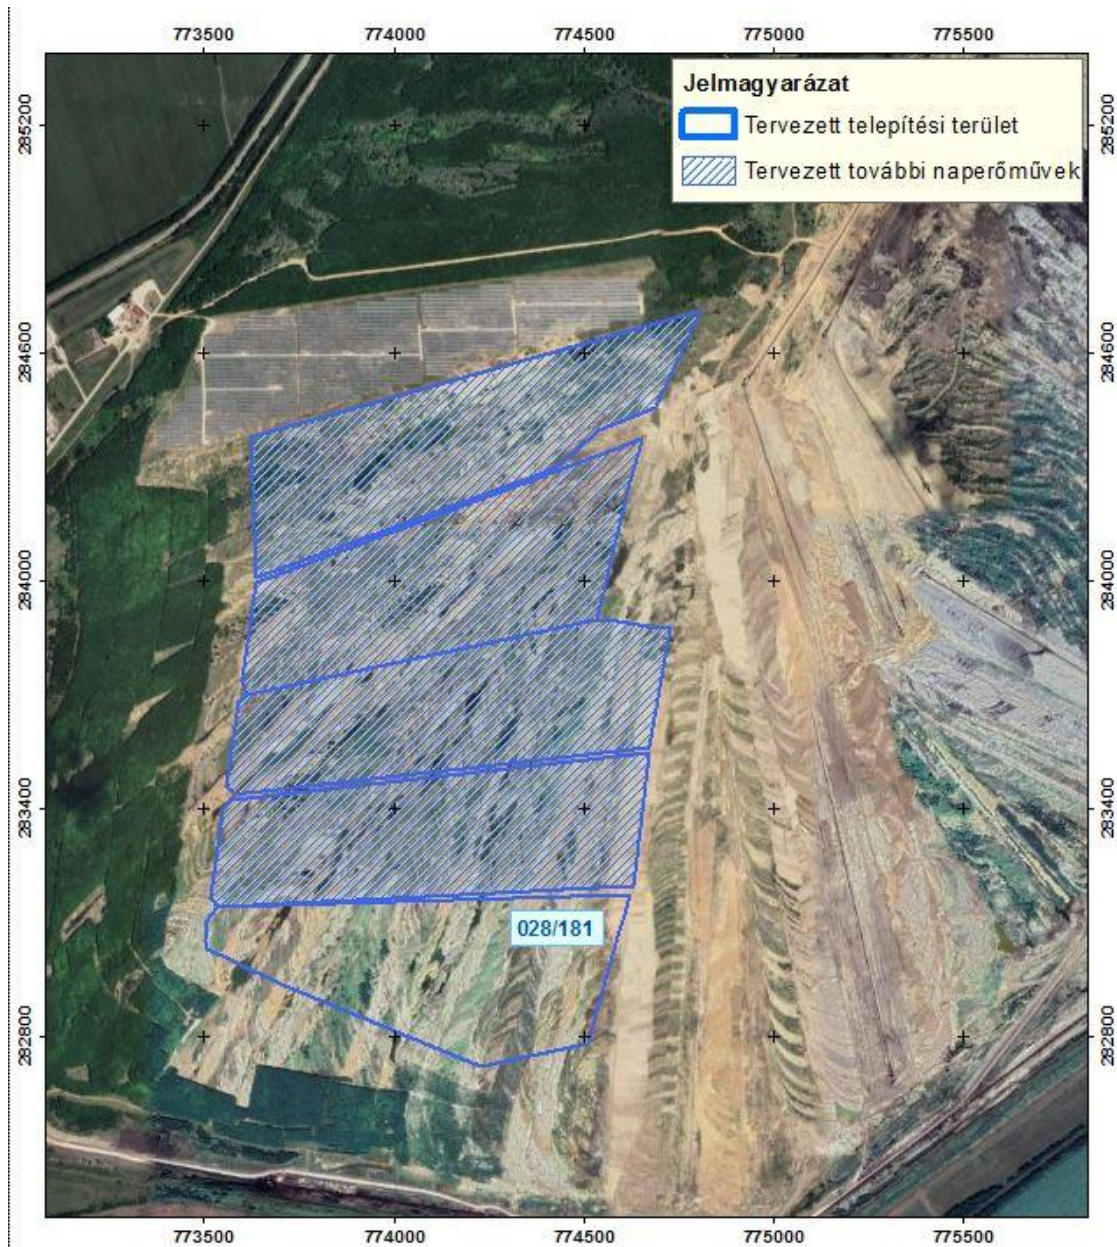 773500 774000 774500 775000 775500
Jelmagyarázat
Tervezett telepítési terület
Tervezett további naperőművek
285200 285200
284600 284600
284000 284000
283400 283400
028/181
282800 282800
773500 774000 774500 775000 775500